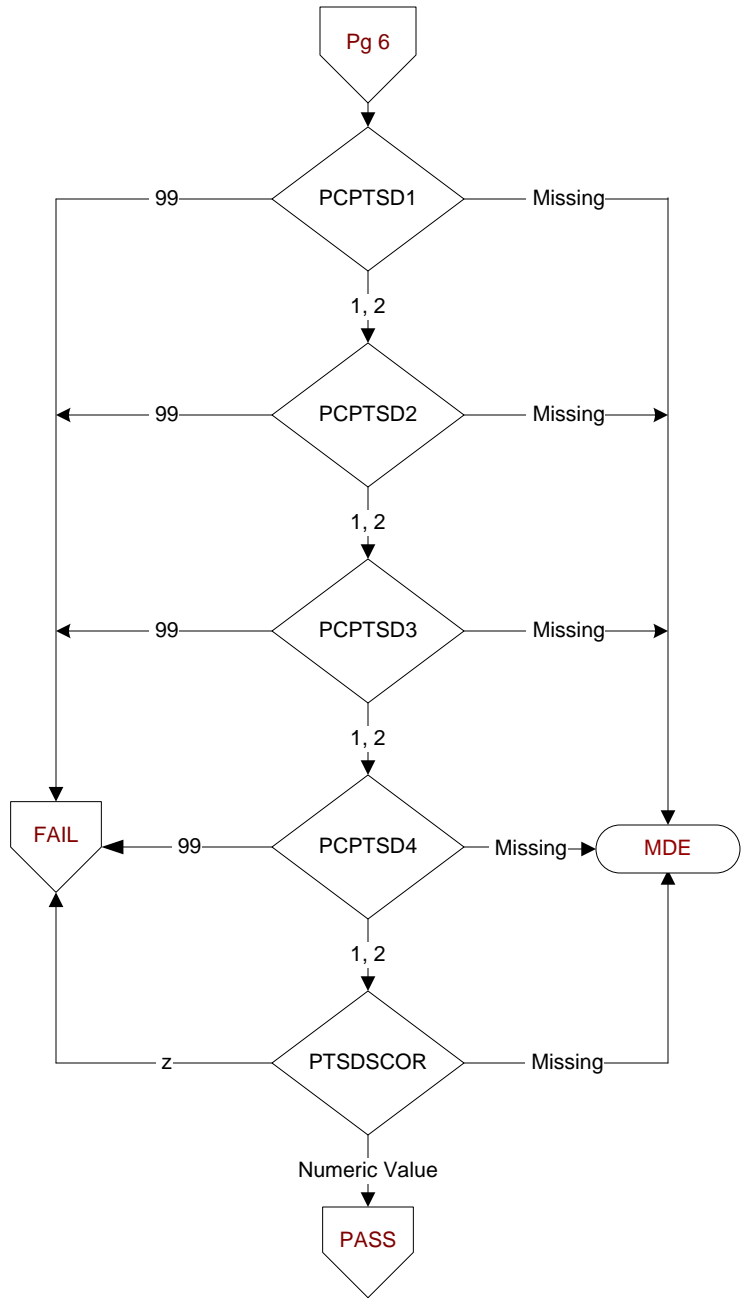 Pg 6
PCPTSD1
99
Missing
1, 2
PCPTSD2
99
Missing
1, 2
PCPTSD3
99
Missing
1, 2
FAIL
99
PCPTSD4
Missing
MDE
1, 2
z
PTSDSCOR
Missing
Numeric Value
PASS